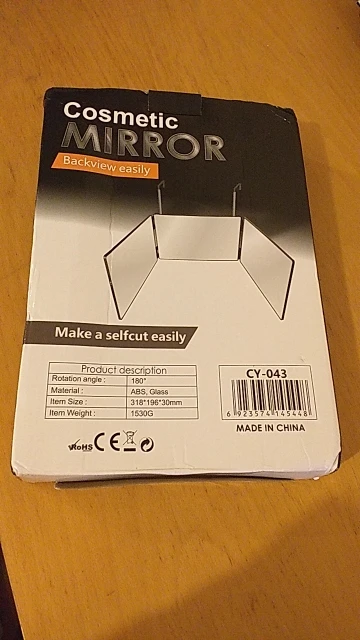 Cosmetic
MIRROR
Backview easily
Make a selfcut easily
Product description
Rotation angle : 180°
Material : ABS, Glass
Item Size : 318*196*30mm
Item Weight : 1530G
CY-043
6 923574 145448
MADE IN CHINA
RoHS CE